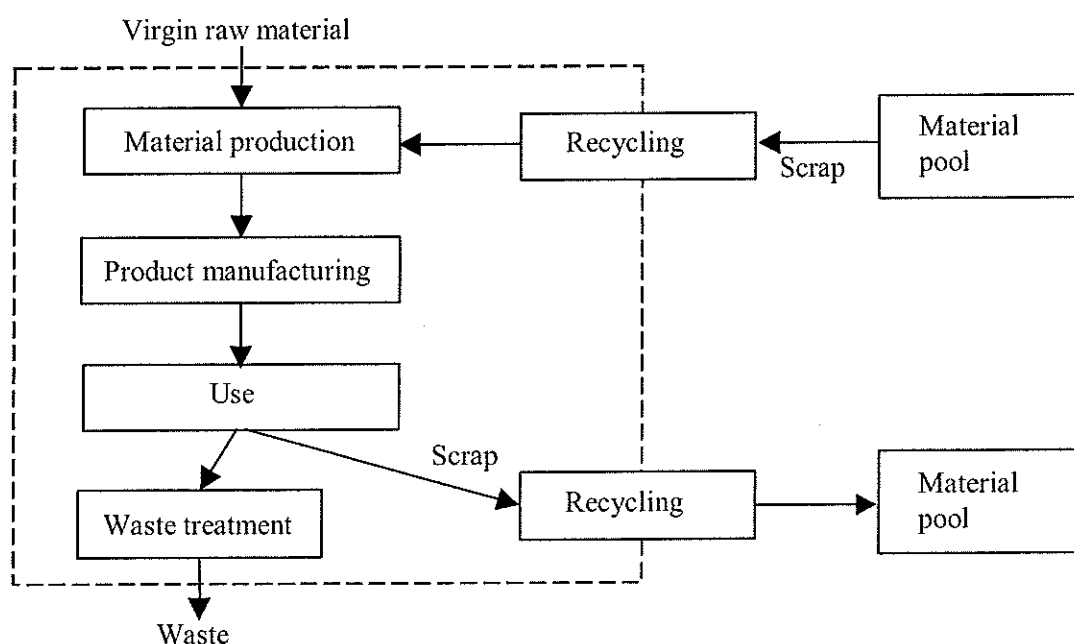 Virgin raw material
Material production
Recycling
Material
pool
Scrap
Product manufacturing
Use
Scrap
Waste treatment
Recycling
Material
pool
Waste